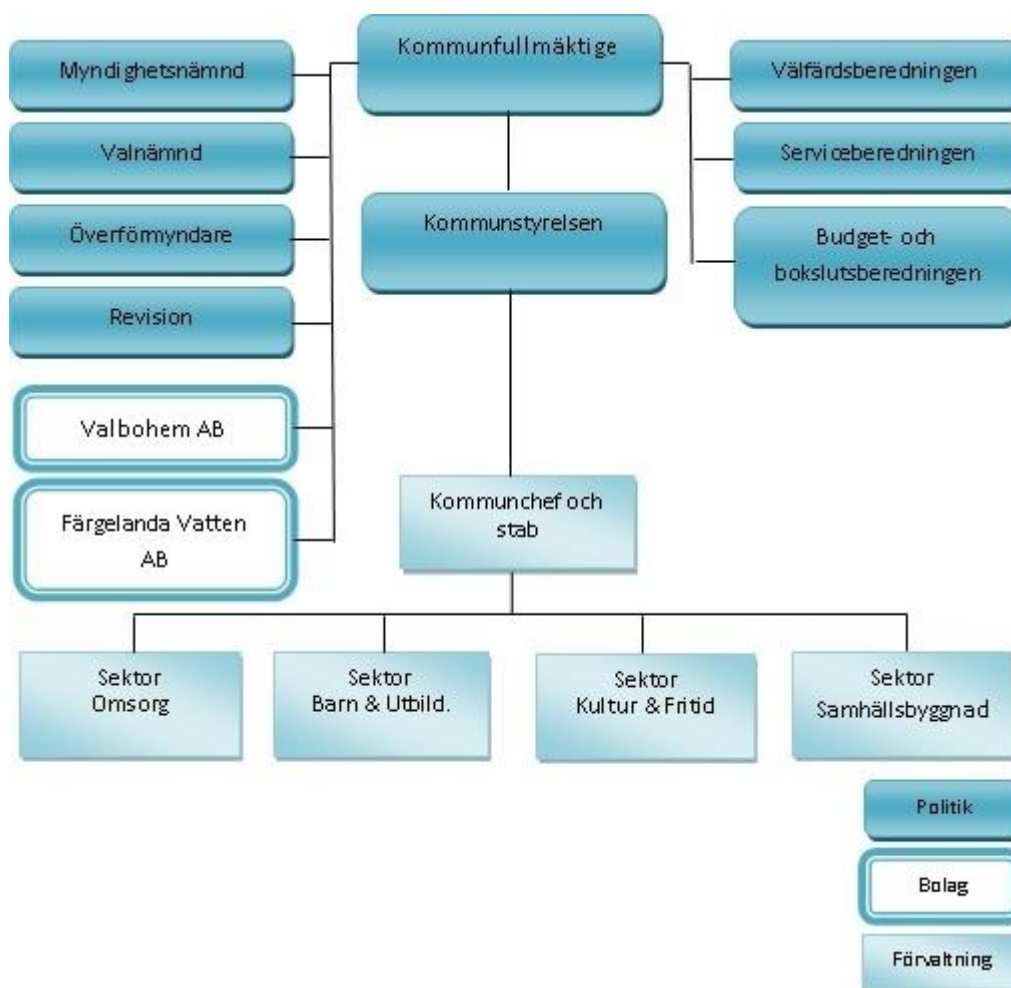 Kommunfullmäktige
Myndighetsnämnd
Valnämnd
Överförmyndare
Revision
Valbohem AB
Färgelanda Vatten
AB
Välfärdsberedningen
Serviceberedningen
Budget- och
bokslutsberedningen
Kommunstyrelsen
Kommunchef och
stab
Sektor
Omsorg
Sektor
Barn & Utbild.
Sektor
Kultur & Fritid
Sektor
Samhällsbyggnad
Politik
Bolag
Förvaltning